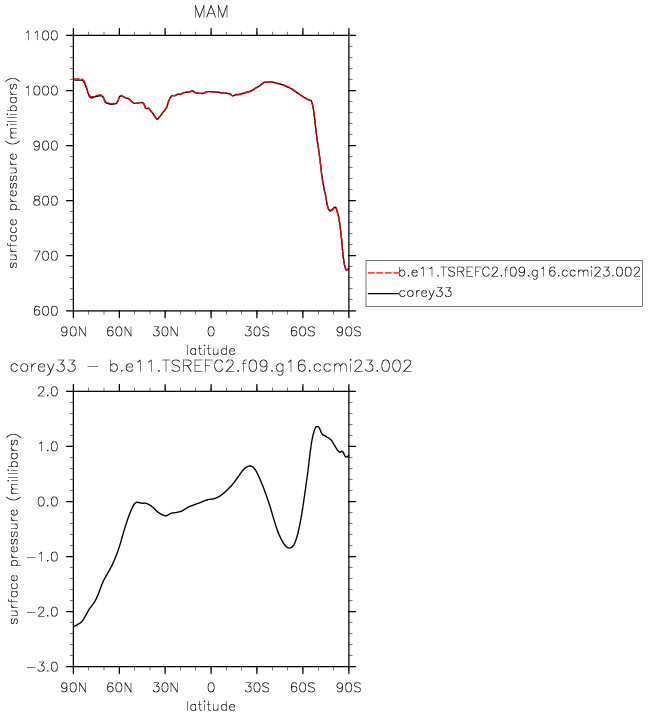 MAM
1100
1000
900
800
700
600
surface pressure (millibars)
90N 60N 30N 0 30S 60S 90S
latitude
b.e11.TSREFC2.f09.g16.ccmi23.002
corey33
corey33 − b.e11.TSREFC2.f09.g16.ccmi23.002
2.0
1.0
0.0
−1.0
−2.0
−3.0
surface pressure (millibars)
90N 60N 30N 0 30S 60S 90S
latitude